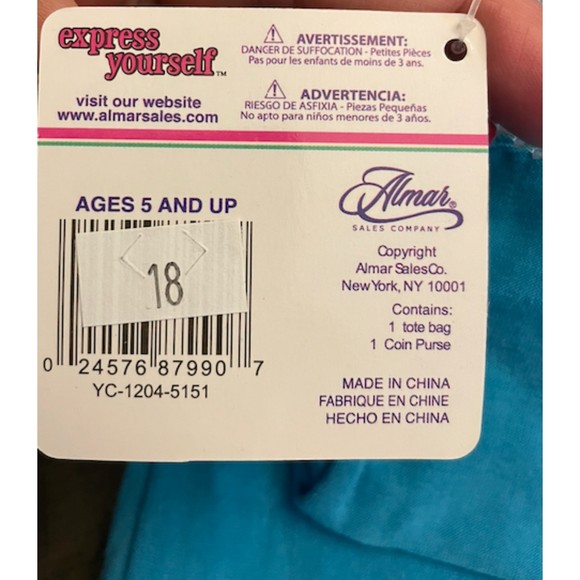 express
yourself™
visit our website
www.almarsales.com
AVERTISSEMENT:
DANGER DE SUFFOCATION - Petites Pièces
Pas pour les enfants de moins de 3 ans.
ADVERTENCIA:
RIESGO DE ASFIXIA - Piezas Pequeñas
No apto para niños menores de 3 años.
AGES 5 AND UP
18
0 24576 87990 7
YC-1204-5151
Almar®
SALES COMPANY
Copyright
Almar Sales Co.
New York, NY 10001
Contains:
1 tote bag
1 Coin Purse
MADE IN CHINA
FABRIQUE EN CHINE
HECHO EN CHINA